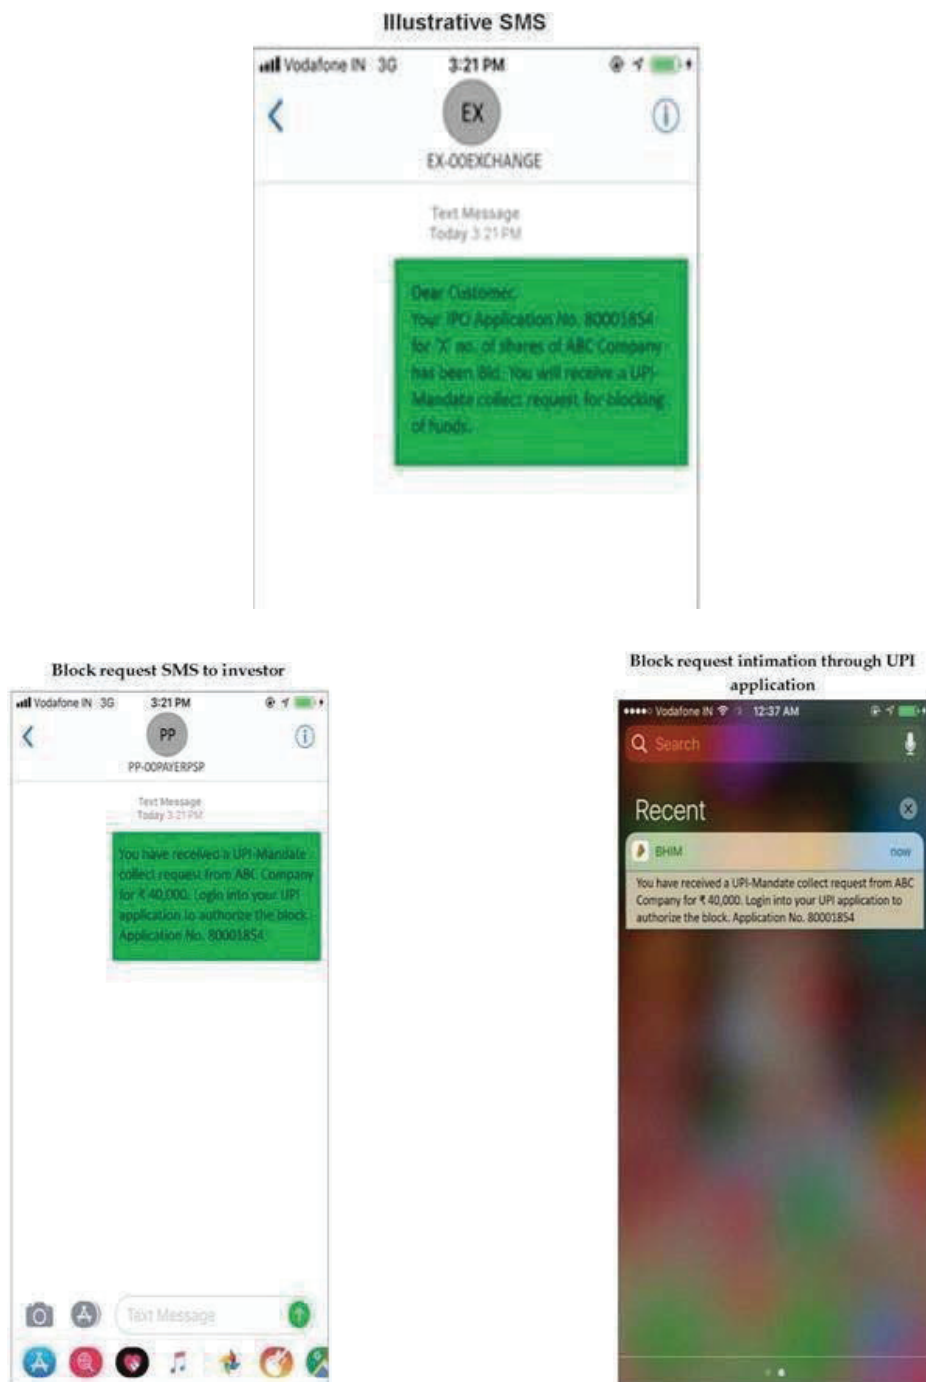 Illustrative SMS
Vodafone IN 3G 3:21 PM
EX
EX-00EXCHANGE
Text Message
Today 3:21 PM
Dear Customer,
Your IPO Application No. 80001854
for 'X' no. of shares of ABC Company
has been Bid. You will receive a UPI-
Mandate collect request for blocking
of funds.
Block request SMS to investor
Vodafone IN 3G 3:21 PM
PP
PP-00PAYERPSP
Text Message
Today 3:21 PM
You have received a UPI-Mandate
collect request from ABC Company
for ₹ 40,000. Login into your UPI
application to authorize the block.
Application No. 80001854
Text Message
Block request intimation through UPI
application
Vodafone IN 12:37 AM
Search
Recent
BHIM now
You have received a UPI-Mandate collect request from ABC
Company for ₹ 40,000. Login into your UPI application to
authorize the block. Application No. 80001854